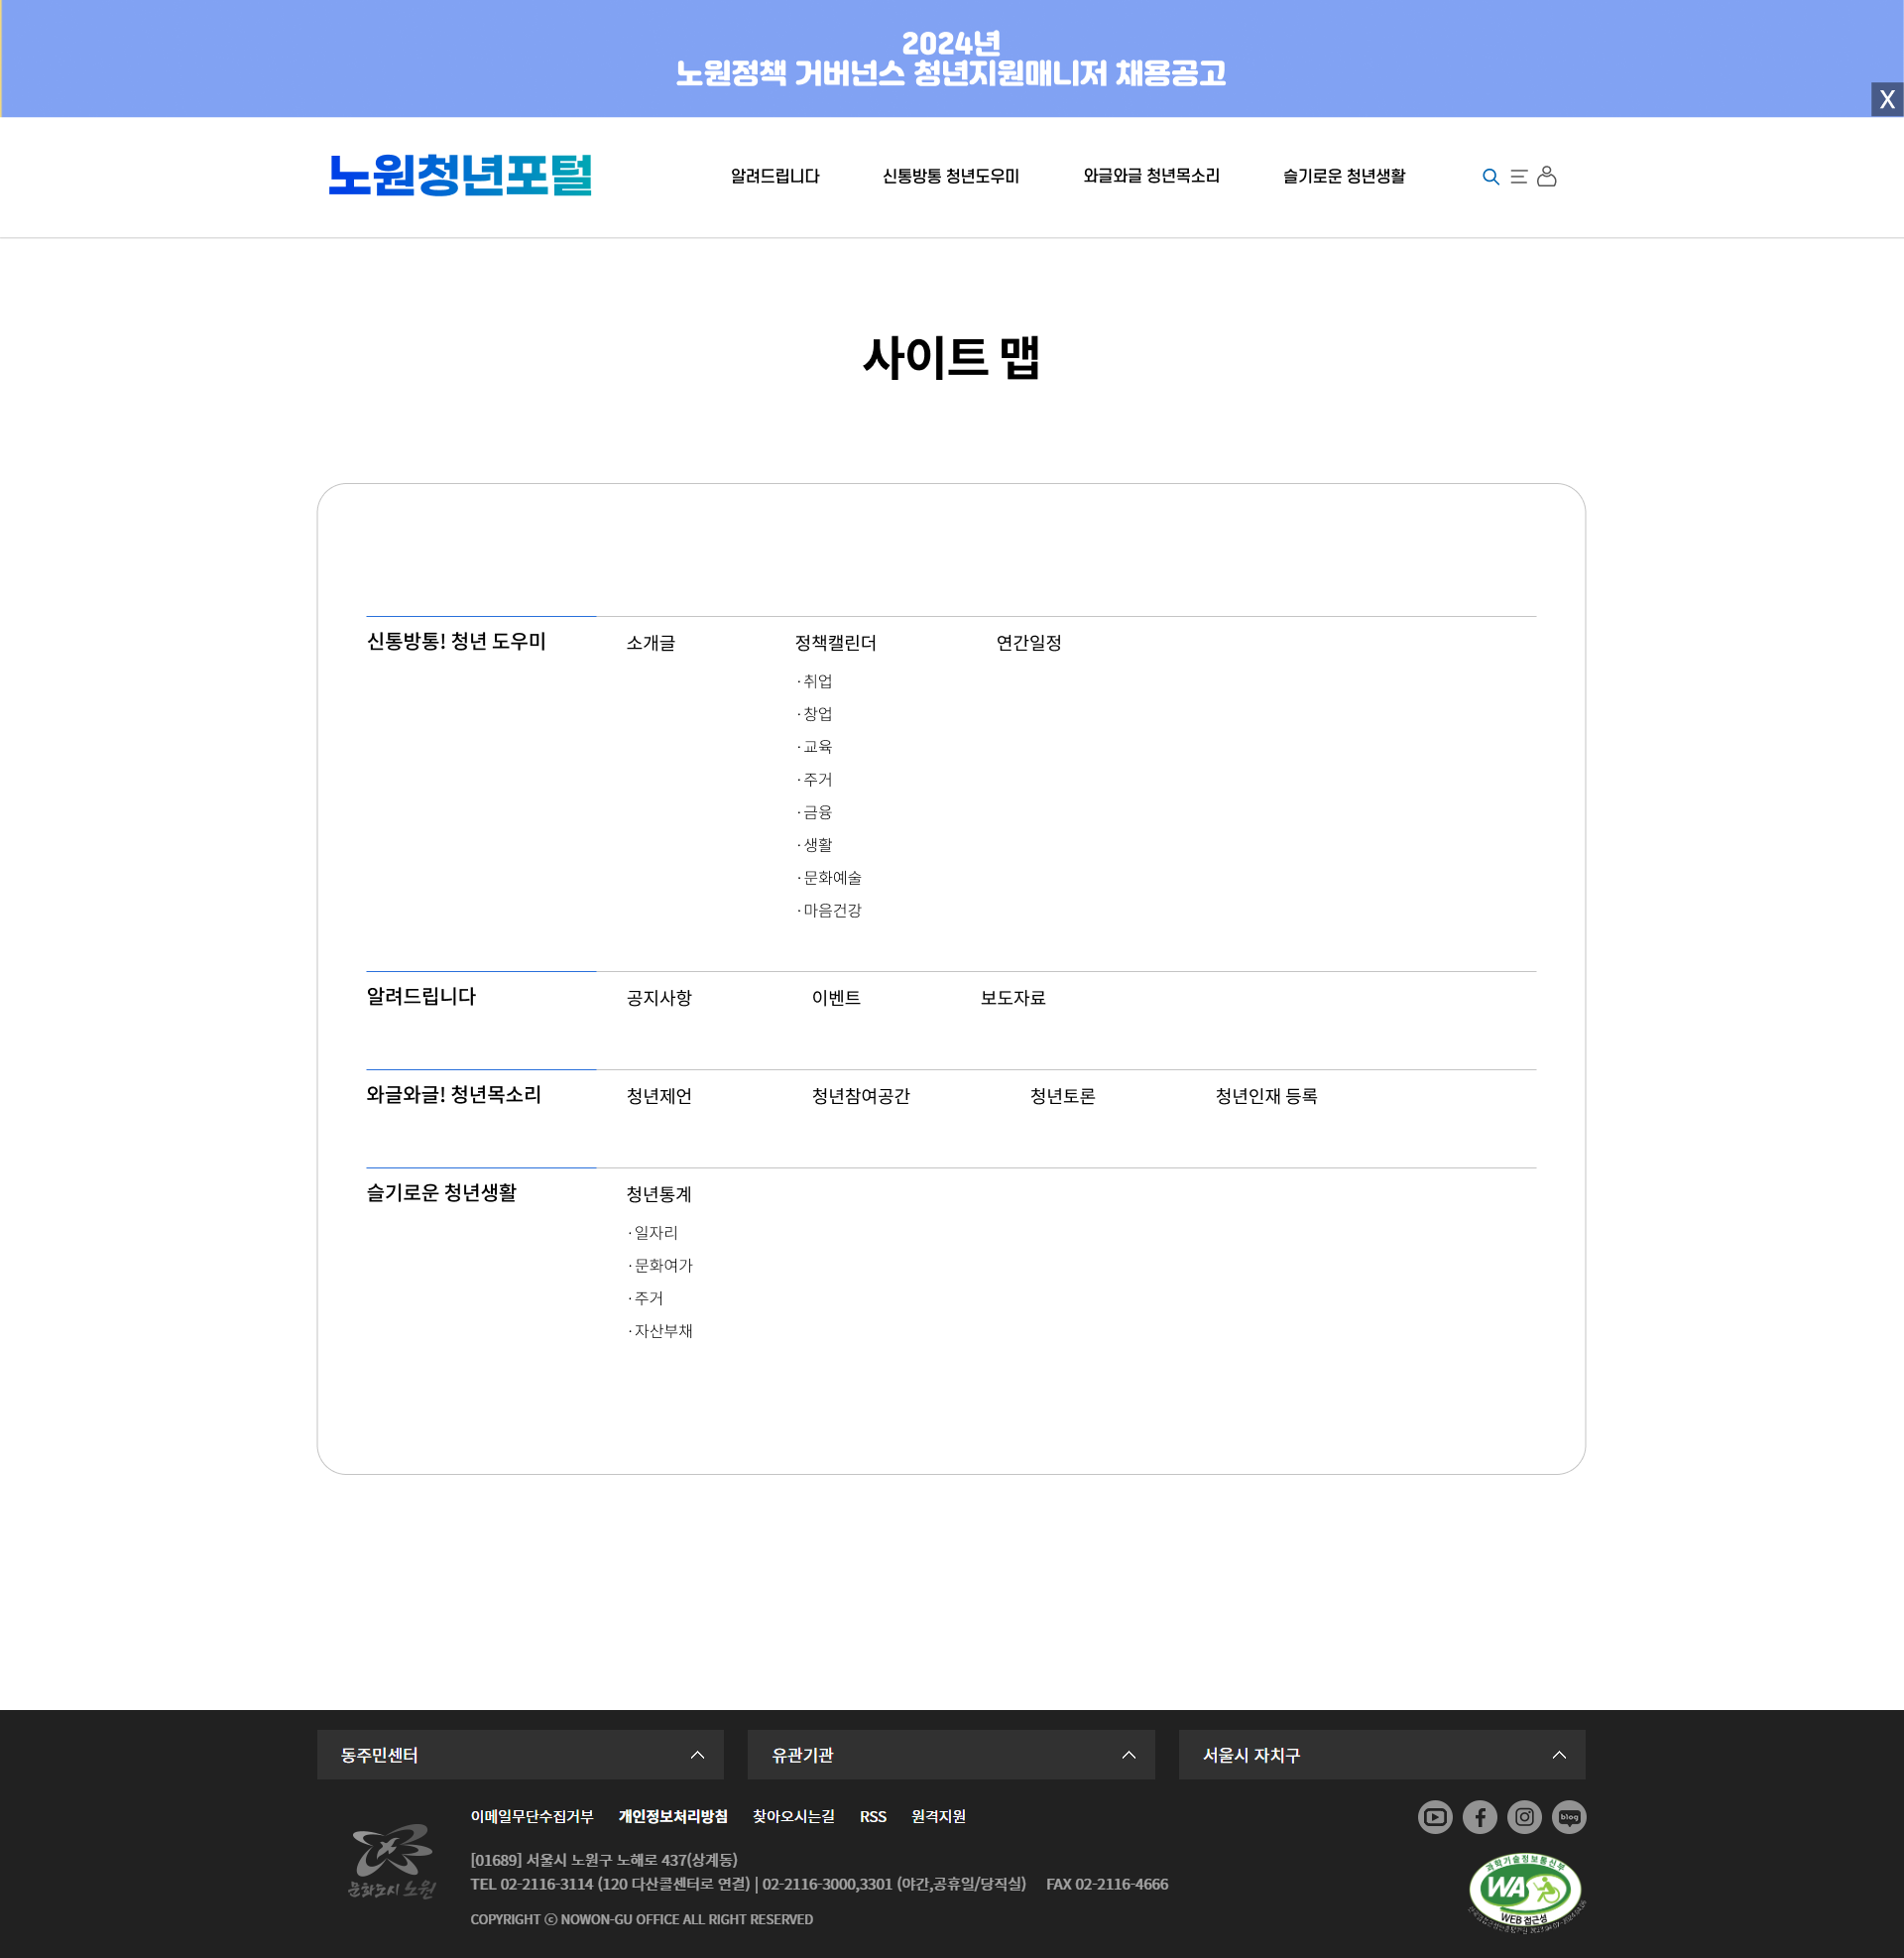 2024년
노원정책 거버넌스 청년지원매니저 채용공고
X
노원청년포털
알려드립니다
신통방통 청년도우미
와글와글 청년목소리
슬기로운 청년생활
사이트 맵
신통방통! 청년 도우미
소개글
정책캘린더
· 취업
· 창업
· 교육
· 주거
· 금융
· 생활
· 문화예술
· 마음건강
연간일정
알려드립니다
공지사항
이벤트
보도자료
와글와글! 청년목소리
청년제언
청년참여공간
청년토론
청년인재 등록
슬기로운 청년생활
청년통계
· 일자리
· 문화여가
· 주거
· 자산부채
동주민센터
유관기관
서울시 자치구
문화도시 노원
이메일무단수집거부
개인정보처리방침
찾아오시는길
RSS
원격지원
[01689] 서울시 노원구 노해로 437(상계동)
TEL 02-2116-3114 (120 다산콜센터로 연결) | 02-2116-3000,3301 (야간,공휴일/당직실) FAX 02-2116-4666
COPYRIGHT ⓒ NOWON-GU OFFICE ALL RIGHT RESERVED
blog
과학기술정보통신부
WA
WEB 접근성